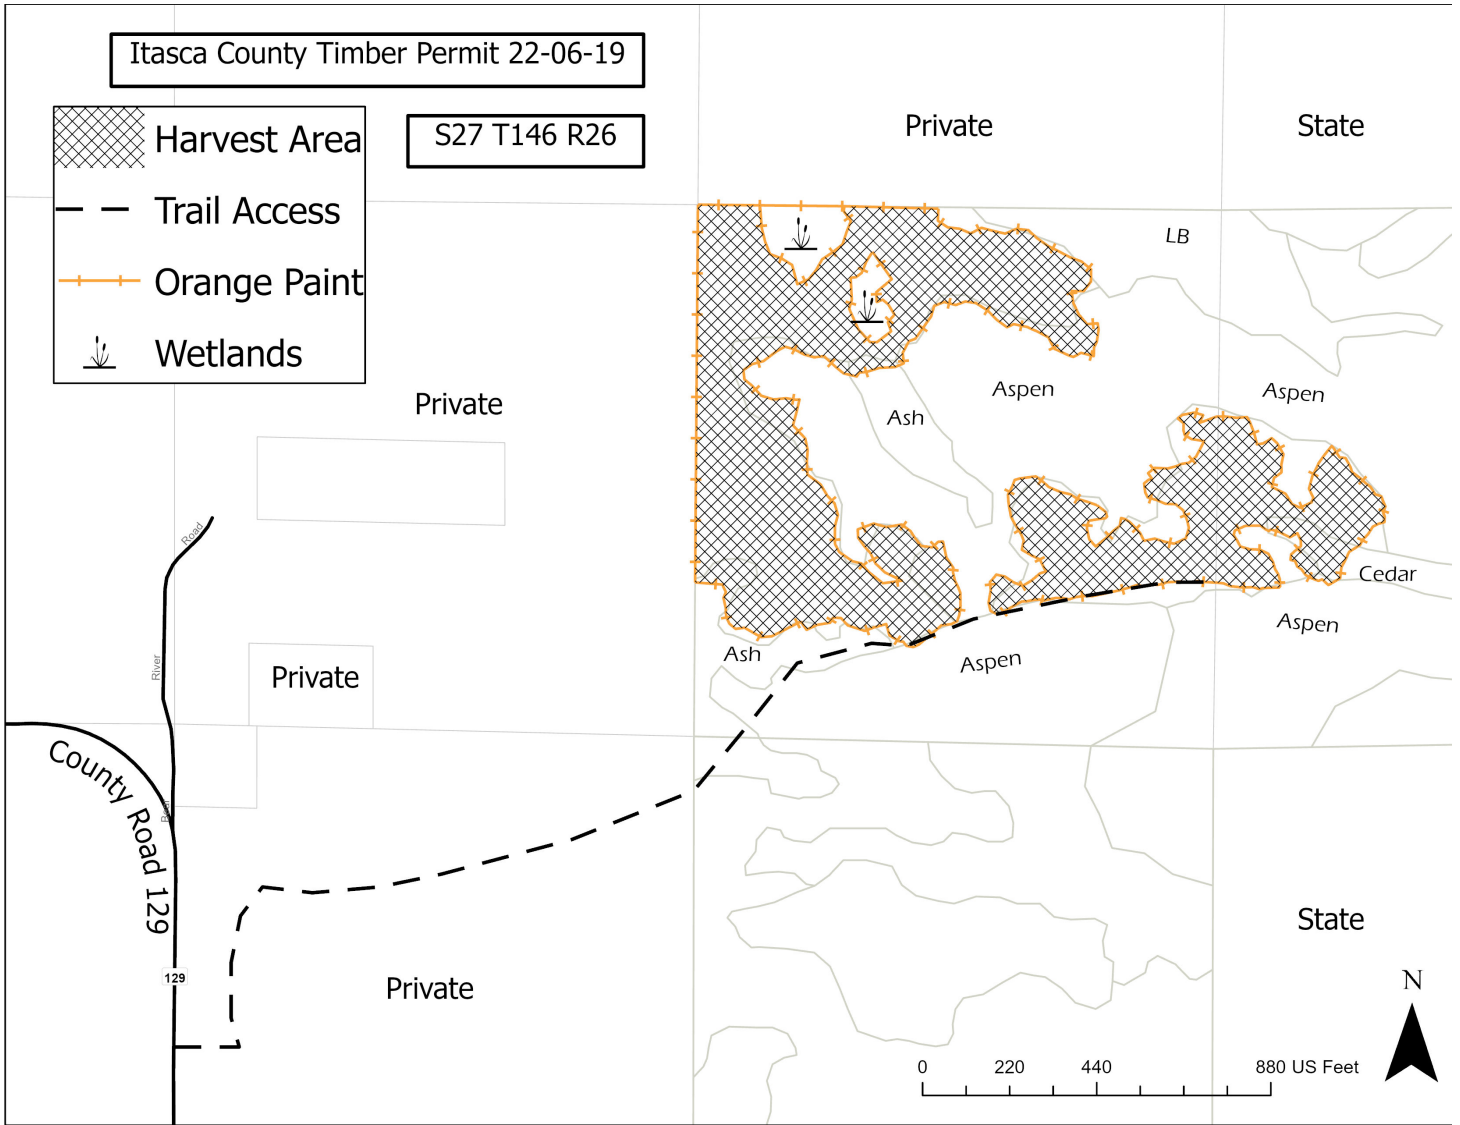 Itasca County Timber Permit 22-06-19
S27 T146 R26
Harvest Area
Trail Access
Orange Paint
Wetlands
Private
State
LB
Private
Aspen
Aspen
Ash
Road
Cedar
Aspen
Ash
Aspen
River
Private
County Road 129
State
129
Private
N
0 220 440 880 US Feet